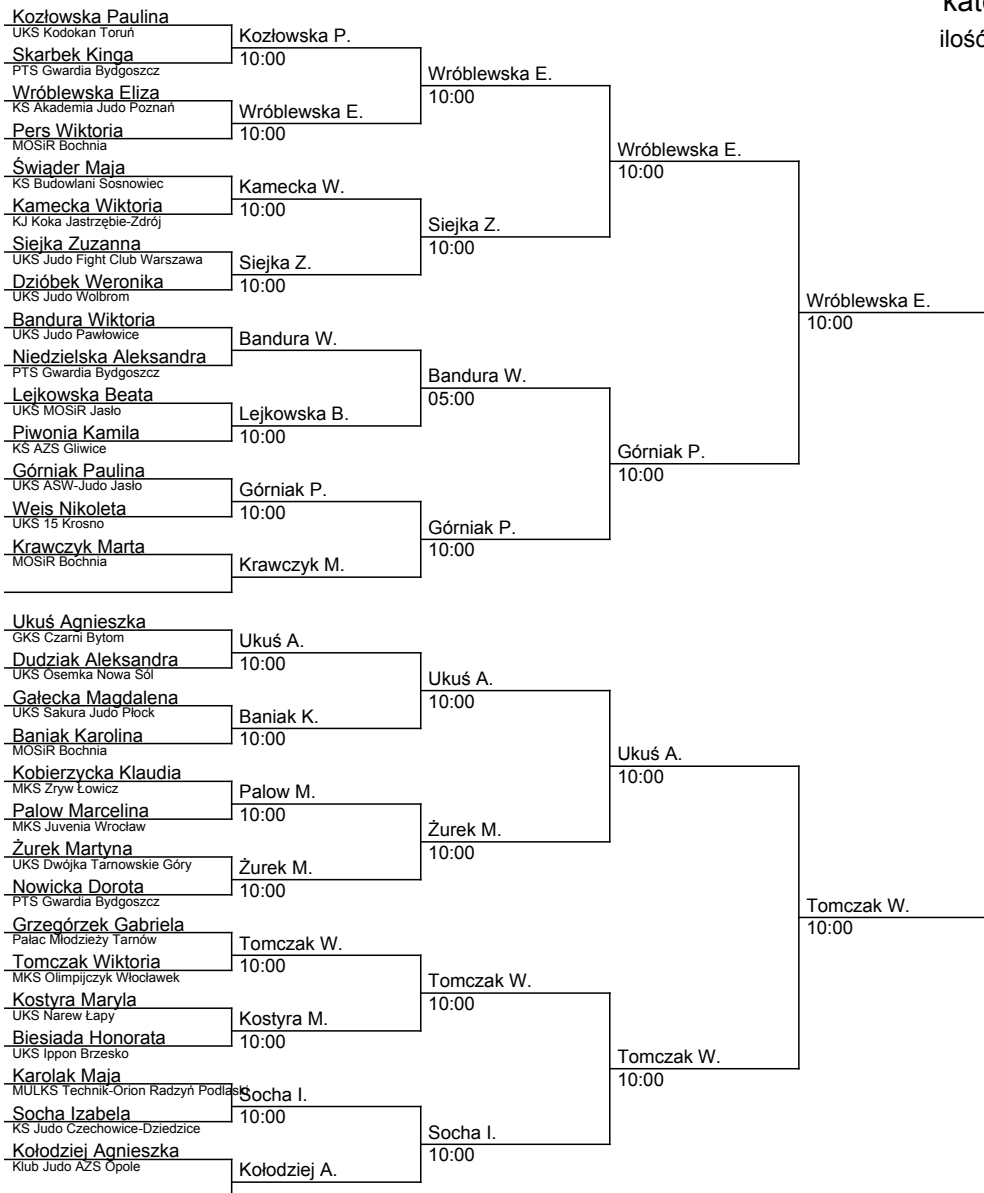 kate
ilość
Kozłowska Paulina
UKS Kodokan Toruń
Kozłowska P.
10:00
Skarbek Kinga
PTS Gwardia Bydgoszcz
Wróblewska E.
10:00
Wróblewska Eliza
KS Akademia Judo Poznań
Wróblewska E.
10:00
Pers Wiktoria
MOSiR Bochnia
Wróblewska E.
10:00
Świąder Maja
KS Budowlani Sosnowiec
Kamecka W.
10:00
Kamecka Wiktoria
KJ Koka Jastrzębie-Zdrój
Siejka Z.
10:00
Siejka Zuzanna
UKS Judo Fight Club Warszawa
Siejka Z.
10:00
Dzióbek Weronika
UKS Judo Wolbrom
Wróblewska E.
10:00
Bandura Wiktoria
UKS Judo Pawłowice
Bandura W.
Niedzielska Aleksandra
PTS Gwardia Bydgoszcz
Bandura W.
05:00
Lejkowska Beata
UKS MOSiR Jasło
Lejkowska B.
10:00
Piwonia Kamila
KS AZS Gliwice
Górniak P.
10:00
Górniak Paulina
UKS ASW-Judo Jasło
Górniak P.
10:00
Weis Nikoleta
UKS 15 Krosno
Górniak P.
10:00
Krawczyk Marta
MOSiR Bochnia
Krawczyk M.
Ukuś Agnieszka
GKS Czarni Bytom
Ukuś A.
10:00
Dudziak Aleksandra
UKS Ósemka Nowa Sól
Ukuś A.
10:00
Gałecka Magdalena
UKS Sakura Judo Płock
Baniak K.
10:00
Baniak Karolina
MOSiR Bochnia
Ukuś A.
10:00
Kobierzycka Klaudia
MKS Zryw Łowicz
Palow M.
10:00
Palow Marcelina
MKS Juvenia Wrocław
Żurek M.
10:00
Żurek Martyna
UKS Dwójka Tarnowskie Góry
Żurek M.
10:00
Nowicka Dorota
PTS Gwardia Bydgoszcz
Tomczak W.
10:00
Grzegórzek Gabriela
Pałac Młodzieży Tarnów
Tomczak W.
10:00
Tomczak Wiktoria
MKS Olimpijczyk Włocławek
Tomczak W.
10:00
Kostyra Maryla
UKS Narew Łapy
Kostyra M.
10:00
Biesiada Honorata
UKS Ippon Brzesko
Tomczak W.
10:00
Karolak Maja
MULKS Technik-Orion Radzyń Podlaski
Socha I.
10:00
Socha Izabela
KS Judo Czechowice-Dziedzice
Socha I.
10:00
Kołodziej Agnieszka
Klub Judo AZS Opole
Kołodziej A.